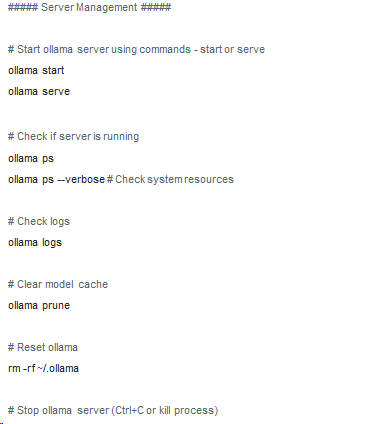 ##### Server Management #####
# Start ollama server using commands - start or serve
ollama start
ollama serve
# Check if server is running
ollama ps
ollama ps --verbose # Check system resources
# Check logs
ollama logs
# Clear model cache
ollama prune
# Reset ollama
rm -rf ~/.ollama
# Stop ollama server (Ctrl+C or kill process)